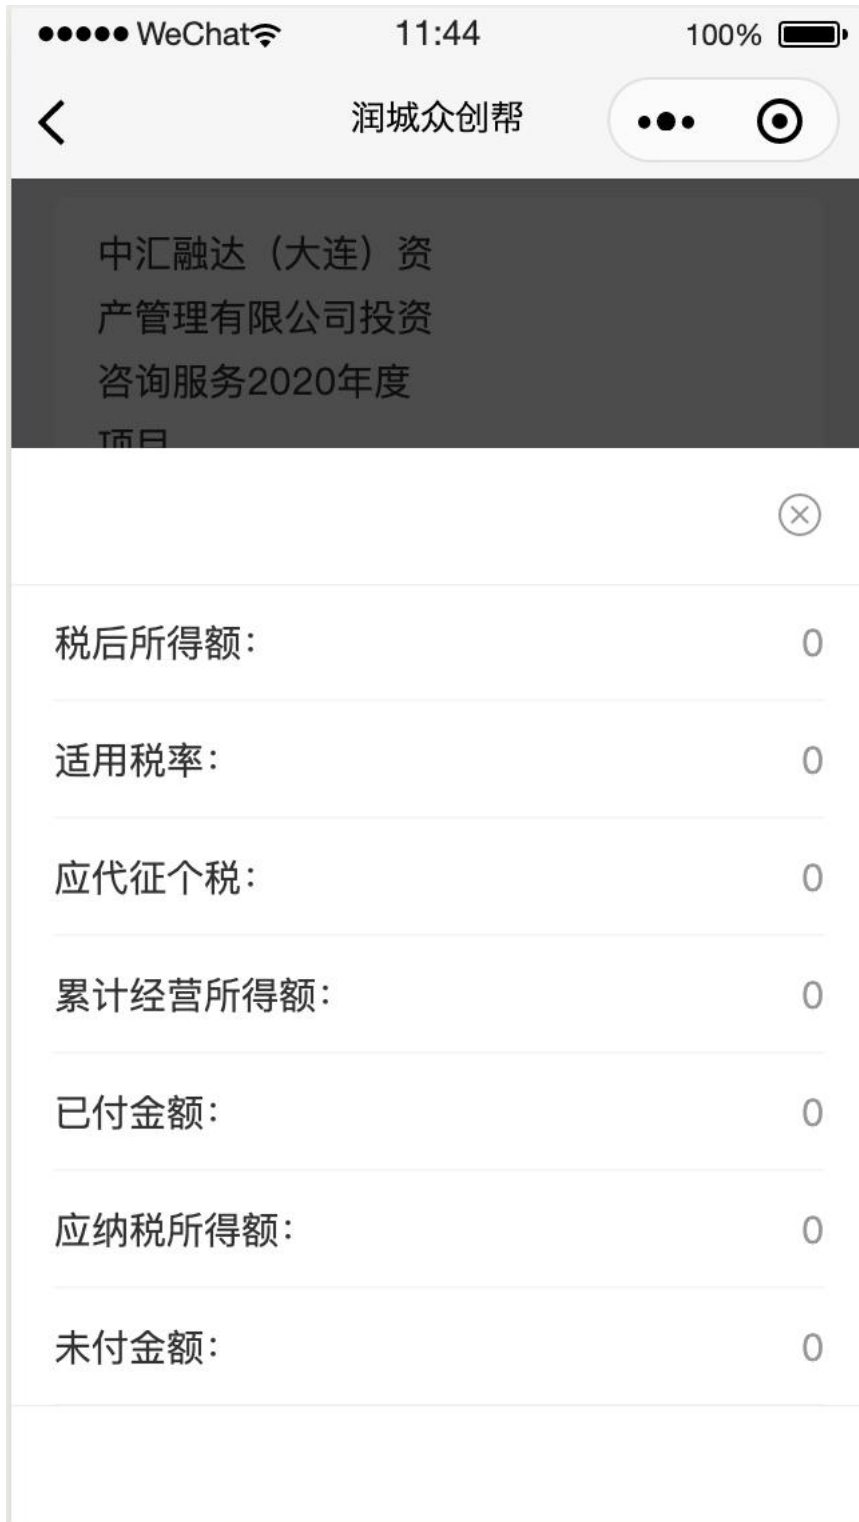 WeChat 11:44 100%
润城众创帮
中汇融达（大连）资
产管理有限公司投资
咨询服务2020年度
项目
税后所得额： 0
适用税率： 0
应代征个税： 0
累计经营所得额： 0
已付金额： 0
应纳税所得额： 0
未付金额： 0